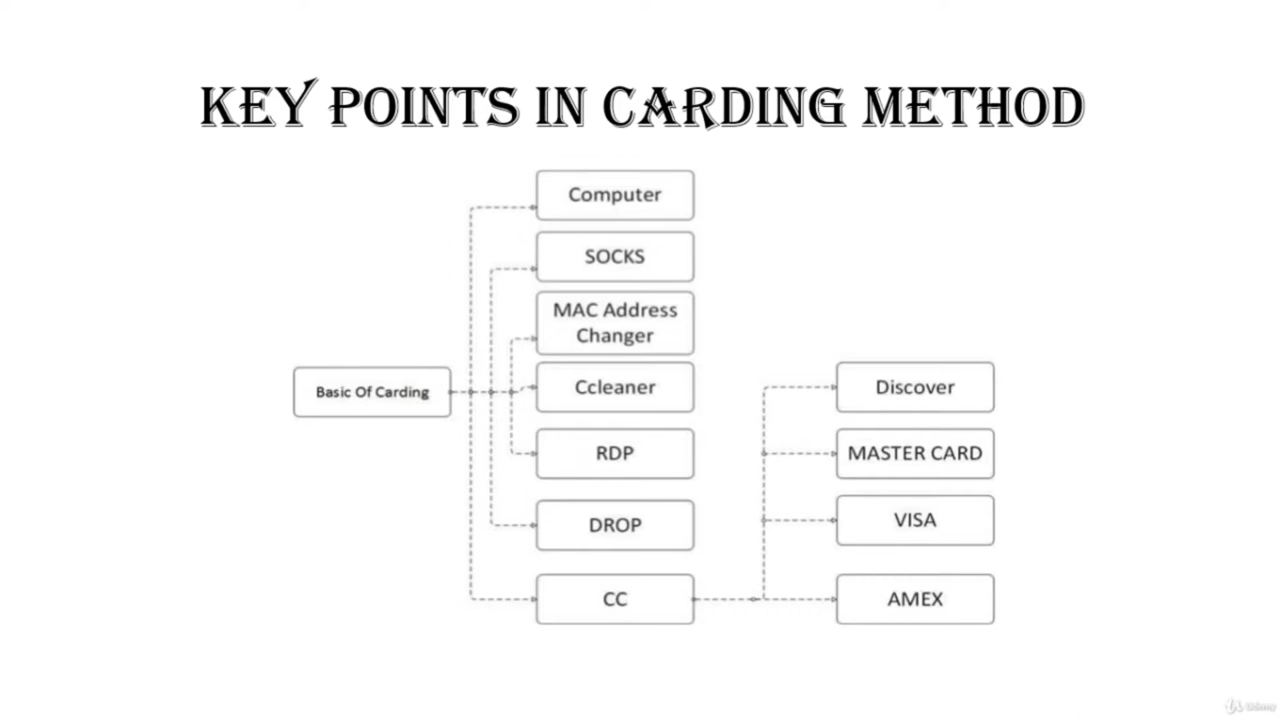 KEY POINTS IN CARDING METHOD
Computer
SOCKS
MAC Address
Changer
Basic Of Carding
Ccleaner
RDP
DROP
CC
Discover
MASTER CARD
VISA
AMEX
Udemy